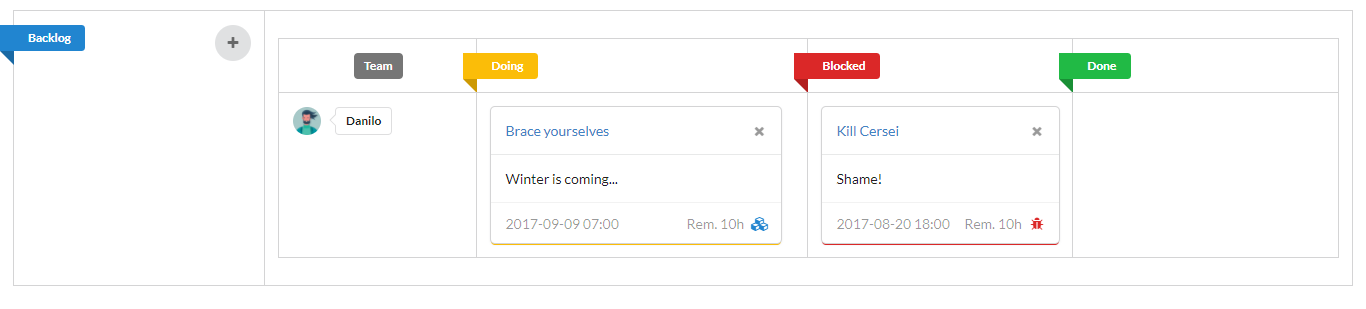 Backlog
Team
Doing
Blocked
Done
Danilo
Brace yourselves
Winter is coming...
2017-09-09 07:00 Rem. 10h
Kill Cersei
Shame!
2017-08-20 18:00 Rem. 10h